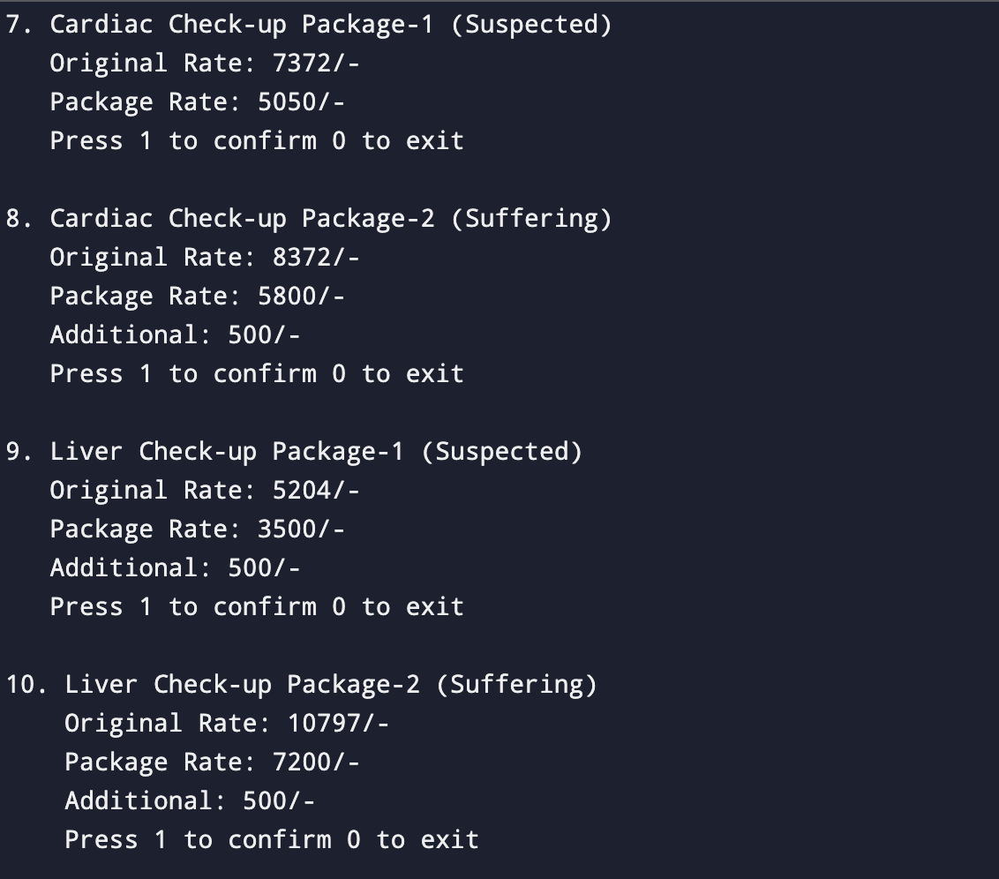 7. Cardiac Check-up Package-1 (Suspected)
Original Rate: 7372/-
Package Rate: 5050/-
Press 1 to confirm 0 to exit
8. Cardiac Check-up Package-2 (Suffering)
Original Rate: 8372/-
Package Rate: 5800/-
Additional: 500/-
Press 1 to confirm 0 to exit
9. Liver Check-up Package-1 (Suspected)
Original Rate: 5204/-
Package Rate: 3500/-
Additional: 500/-
Press 1 to confirm 0 to exit
10. Liver Check-up Package-2 (Suffering)
Original Rate: 10797/-
Package Rate: 7200/-
Additional: 500/-
Press 1 to confirm 0 to exit